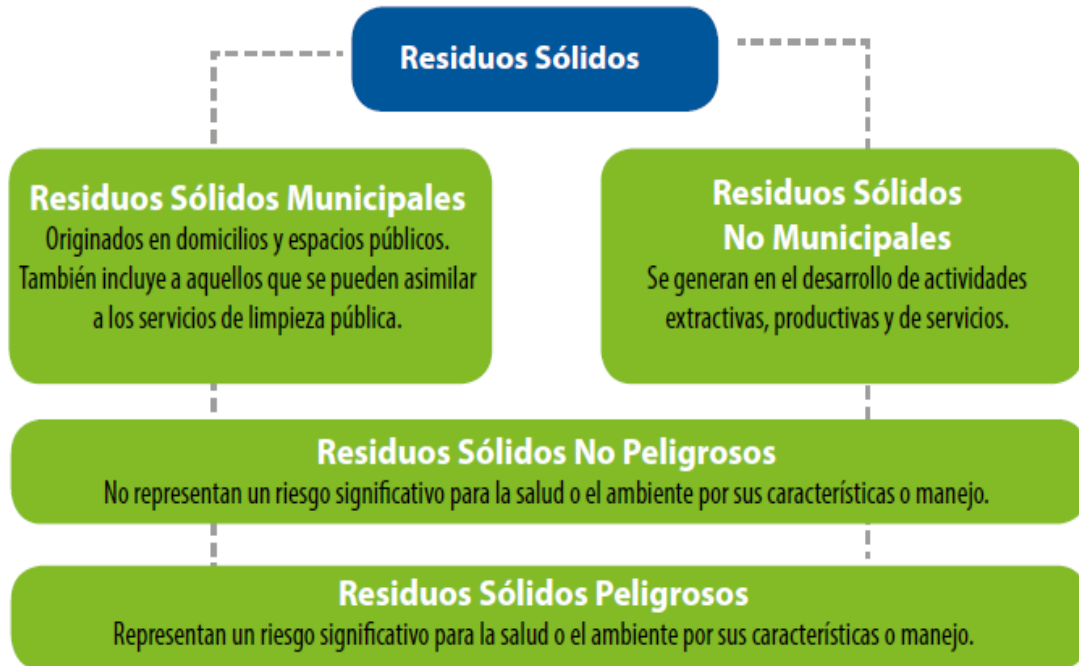 Residuos Sólidos
Residuos Sólidos Municipales
Originados en domicilios y espacios públicos.
También incluye a aquellos que se pueden asimilar
a los servicios de limpieza pública.
Residuos Sólidos
No Municipales
Se generan en el desarrollo de actividades
extractivas, productivas y de servicios.
Residuos Sólidos No Peligrosos
No representan un riesgo significativo para la salud o el ambiente por sus características o manejo.
Residuos Sólidos Peligrosos
Representan un riesgo significativo para la salud o el ambiente por sus características o manejo.